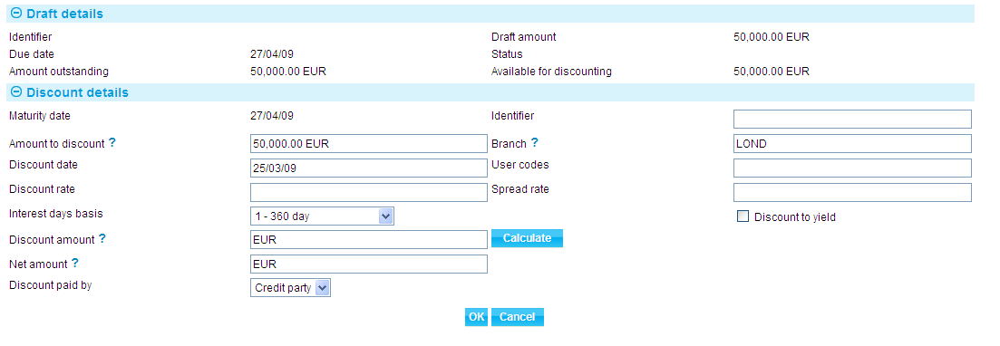 Draft details
Identifier Draft amount 50,000.00 EUR
Due date 27/04/09 Status
Amount outstanding 50,000.00 EUR Available for discounting 50,000.00 EUR
Discount details
Maturity date 27/04/09 Identifier
Amount to discount ? 50,000.00 EUR Branch ? LOND
Discount date 25/03/09 User codes
Discount rate Spread rate
Interest days basis 1 - 360 day Discount to yield
Discount amount ? EUR Calculate
Net amount ? EUR
Discount paid by Credit party
OK Cancel